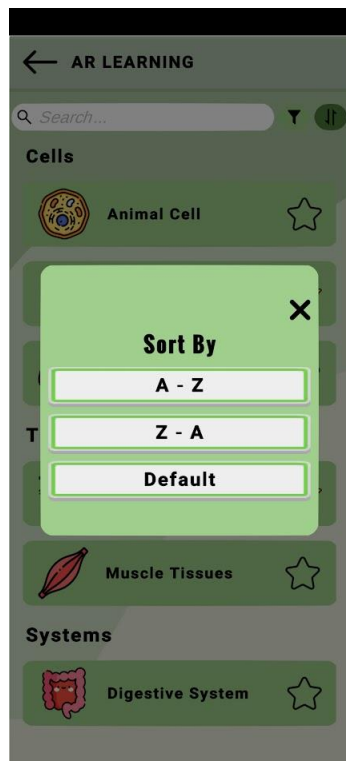 AR LEARNING
Search...
Cells
Animal Cell
Sort By
A - Z
Z - A
Default
T
Muscle Tissues
Systems
Digestive System